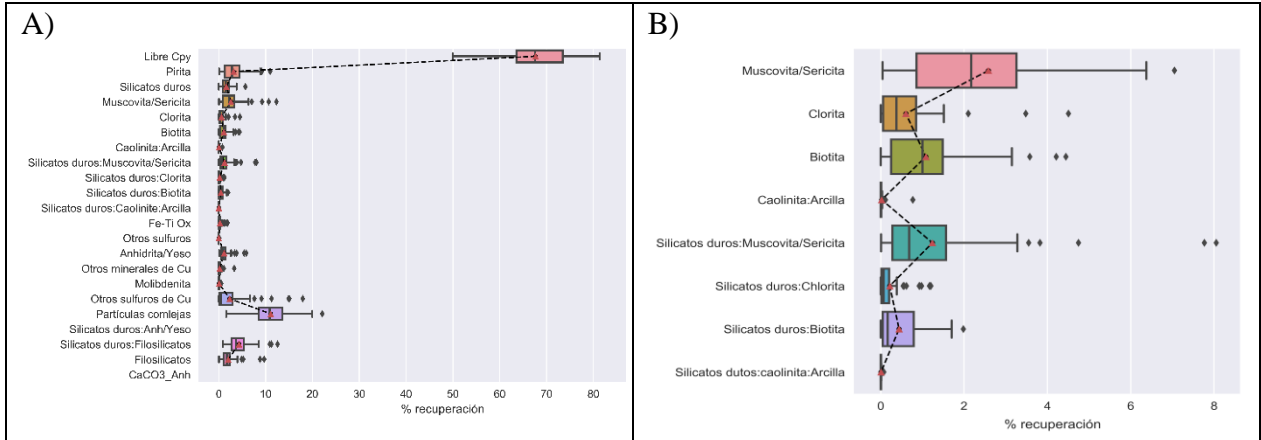 A)
Libre Cpy
Pirita
Silicatos duros
Muscovita/Sericita
Clorita
Biotita
Caolinita:Arcilla
Silicatos duros:Muscovita/Sericita
Silicatos duros:Clorita
Silicatos duros:Biotita
Silicatos duros:Caolinite:Arcilla
Fe-Ti Ox
Otros sulfuros
Anhidrita/Yeso
Otros minerales de Cu
Molibdenita
Otros sulfuros de Cu
Partículas comlejas
Silicatos duros:Anh/Yeso
Silicatos duros:Filosilicatos
Filosilicatos
CaCO3_Anh
0 10 20 30 40 50 60 70 80
% recuperación
B)
Muscovita/Sericita
Clorita
Biotita
Caolinita:Arcilla
Silicatos duros:Muscovita/Sericita
Silicatos duros:Chlorita
Silicatos duros:Biotita
Silicatos dutos:caolinita:Arcilla
0 2 4 6 8
% recuperación